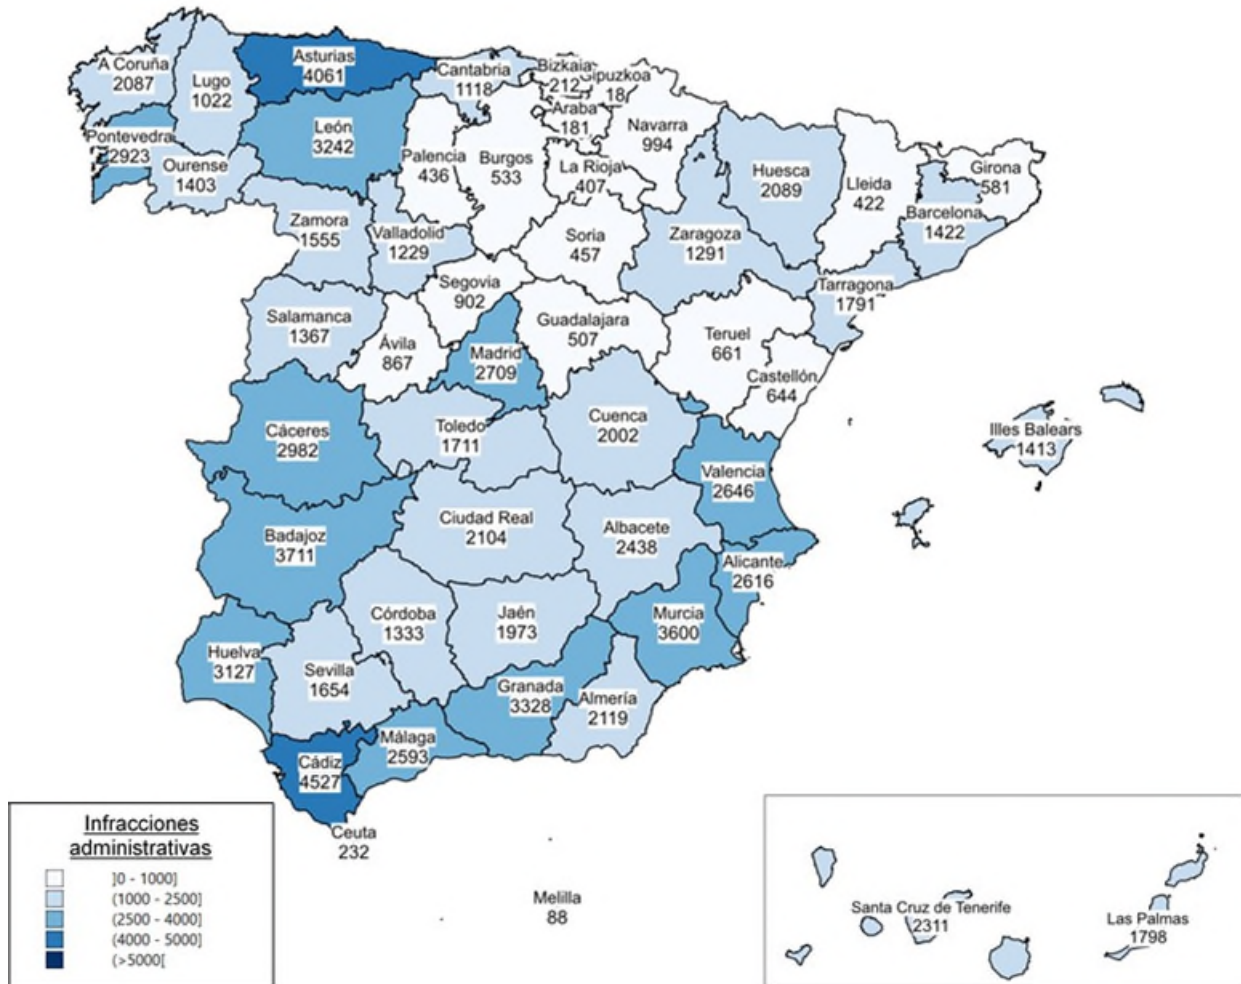 Asturias
4061
A Coruña
2087
Lugo
1022
Cantabria
1118
Bizkaia
212
Gipuzkoa
18
Araba
181
Navarra
994
Pontevedra
2923
Ourense
1403
León
3242
Palencia
436
Burgos
533
La Rioja
407
Huesca
2089
Lleida
422
Girona
581
Barcelona
1422
Zamora
1555
Valladolid
1229
Soria
457
Zaragoza
1291
Tarragona
1791
Segovia
902
Salamanca
1367
Ávila
867
Madrid
2709
Guadalajara
507
Teruel
661
Castellón
644
Cáceres
2982
Toledo
1711
Cuenca
2002
Illes Balears
1413
Valencia
2646
Badajoz
3711
Ciudad Real
2104
Albacete
2438
Alicante
2616
Huelva
3127
Sevilla
1654
Córdoba
1333
Jaén
1973
Murcia
3600
Granada
3328
Almería
2119
Málaga
2593
Cádiz
4527
Ceuta
232
Melilla
88
Santa Cruz de Tenerife
2311
Las Palmas
1798
Infracciones
administrativas
]0 - 1000]
(1000 - 2500]
(2500 - 4000]
(4000 - 5000]
(>5000[